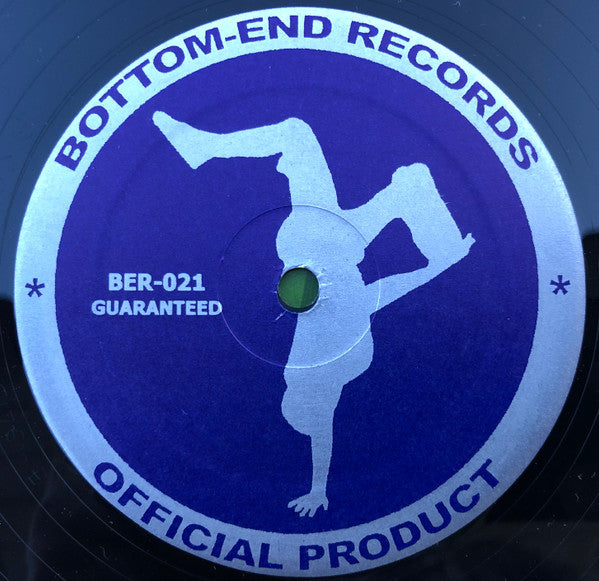 BOTTOM-END RECORDS
* *
BER-021
GUARANTEED
OFFICIAL PRODUCT